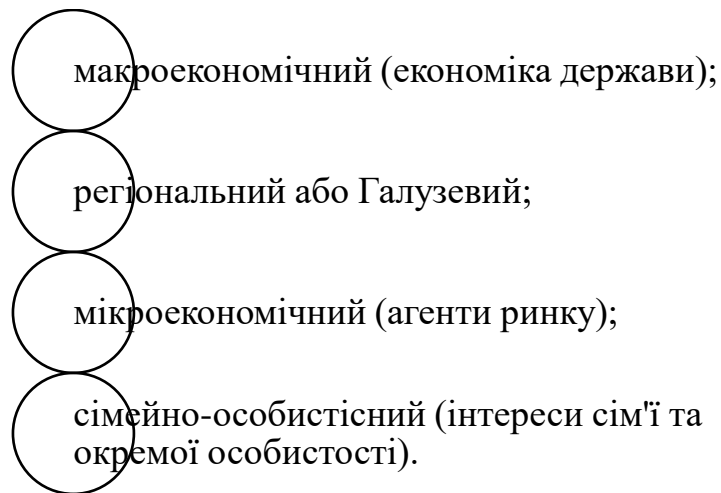 макроекономічний (економіка держави);
регіональний або Галузевий;
мікроекономічний (агенти ринку);
сімейно-особистісний (інтереси сім'ї та
окремої особистості).